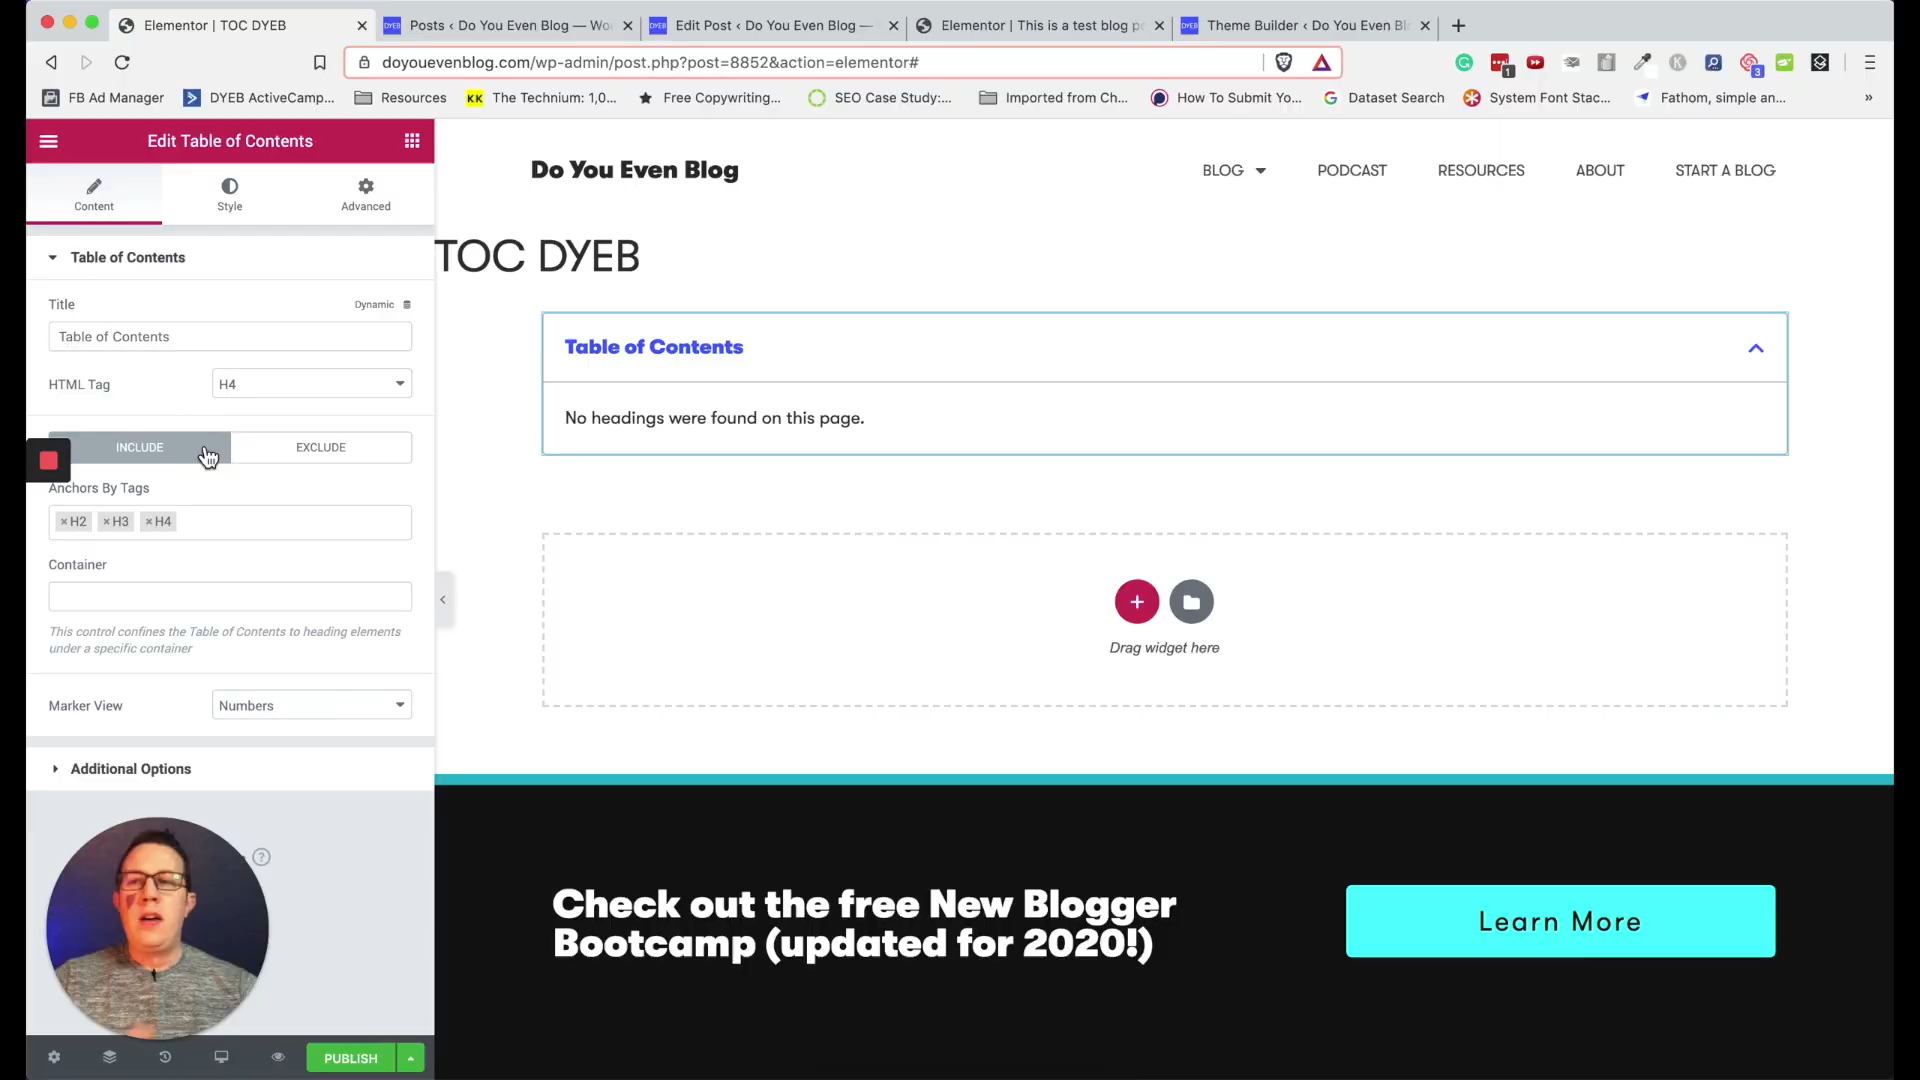 Elementor | TOC DYEB
Posts ‹ Do You Even Blog — Wo
Edit Post ‹ Do You Even Blog —
Elementor | This is a test blog po
Theme Builder ‹ Do You Even Bl
doyouevenblog.com/wp-admin/post.php?post=8852&action=elementor#
FB Ad Manager
DYEB ActiveCamp...
Resources
KK The Technium: 1,0...
Free Copywriting...
SEO Case Study:...
Imported from Ch...
How To Submit Yo...
Dataset Search
System Font Stac...
Fathom, simple an...
»
Edit Table of Contents
Content
Style
Advanced
Table of Contents
Title
Dynamic
Table of Contents
HTML Tag
H4
INCLUDE
EXCLUDE
Anchors By Tags
×H2 ×H3 ×H4
Container
This control confines the Table of Contents to heading elements
under a specific container
Marker View
Numbers
Additional Options
?
PUBLISH
Do You Even Blog
BLOG
PODCAST
RESOURCES
ABOUT
START A BLOG
TOC DYEB
Table of Contents
No headings were found on this page.
Drag widget here
Check out the free New Blogger
Bootcamp (updated for 2020!)
Learn More